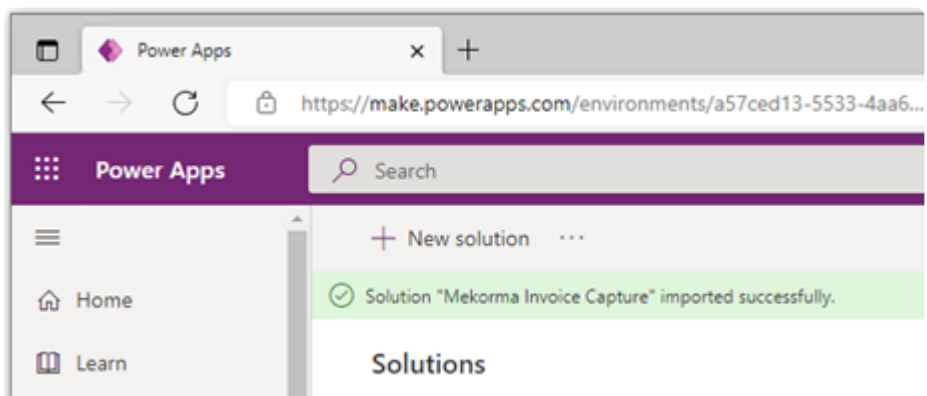 Power Apps
https://make.powerapps.com/environments/a57ced13-5533-4aa6...
Power Apps
Search
New solution ···
Home
Solution "Mekorma Invoice Capture" imported successfully.
Learn
Solutions